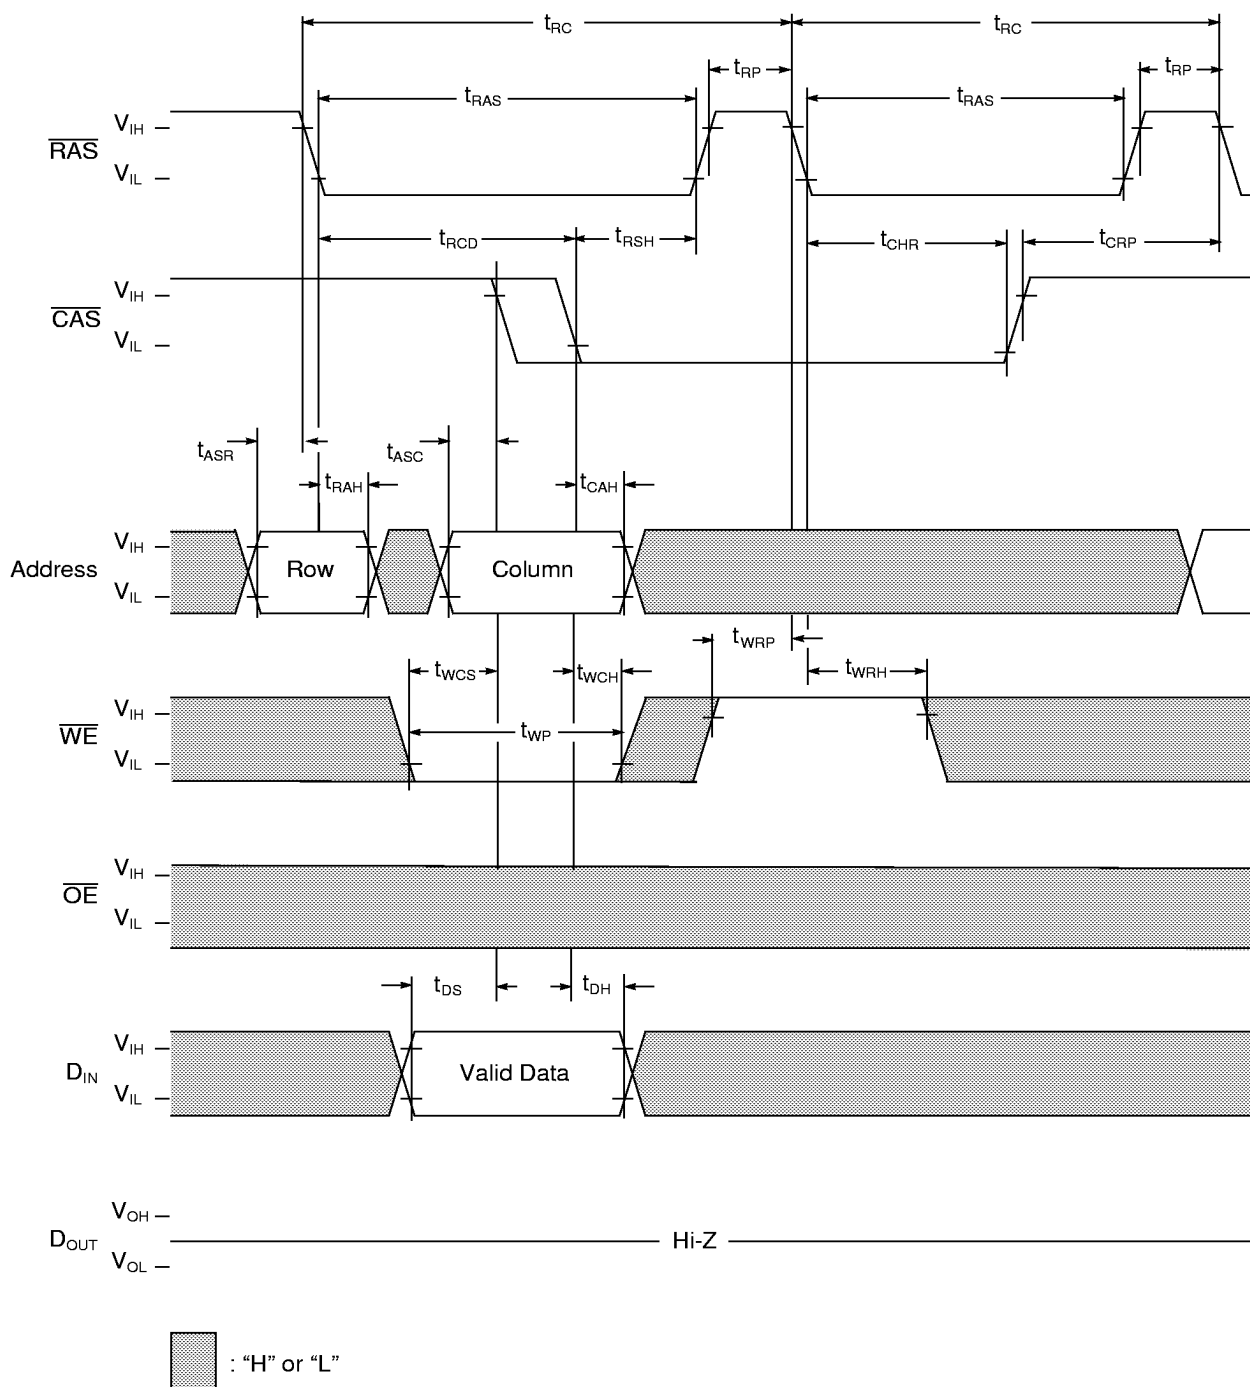 tRC tRC
tRP tRP
tRAS tRAS
RAS VIH
VIL
tRCD tRSH tCHR tCRP
CAS VIH
VIL
tASR tASC
tRAH tCAH
Address VIH
VIL
Row Column
tWRP
tWCS tWCH tWRH
WE VIH
VIL
tWP
OE VIH
VIL
tDS tDH
DIN VIH
VIL
Valid Data
DOUT VOH
VOL
Hi-Z
: “H” or “L”